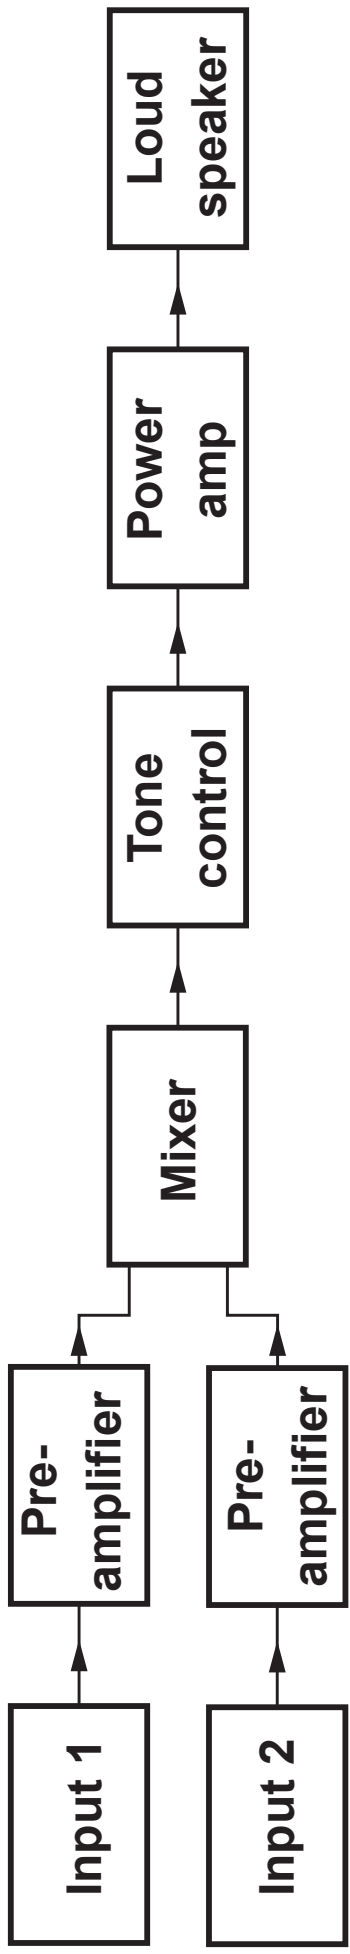 Input 1
Pre-
amplifier
Input 2
Pre-
amplifier
Mixer
Tone
control
Power
amp
Loud
speaker